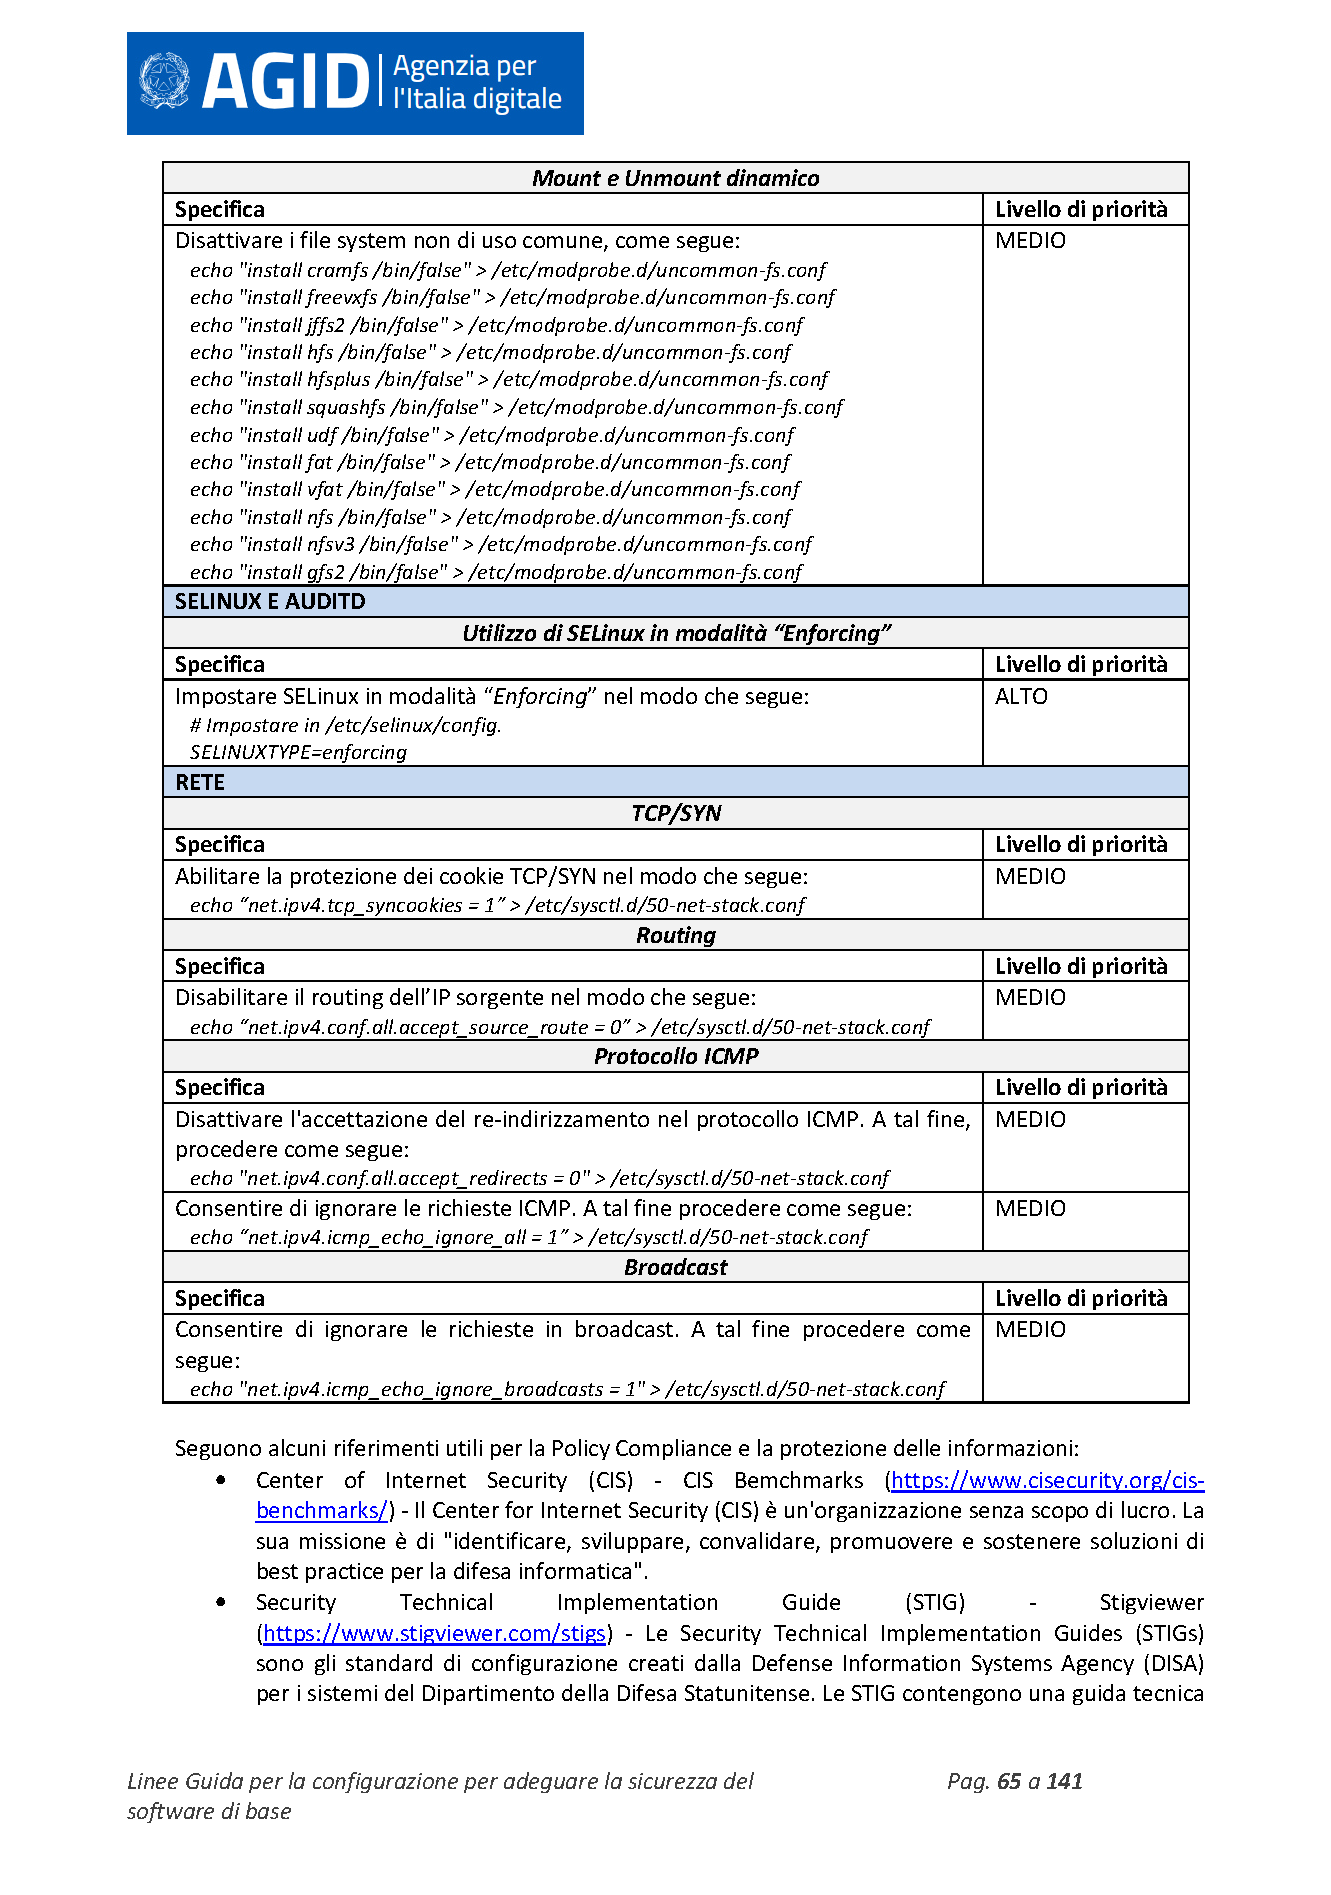 AGID Agenzia per
l'Italia digitale
Mount e Unmount dinamico
Specifica Livello di priorità
Disattivare i file system non di uso comune, come segue: MEDIO
echo "install cramfs /bin/false" > /etc/modprobe.d/uncommon-fs.conf
echo "install freevxfs /bin/false" > /etc/modprobe.d/uncommon-fs.conf
echo "install jffs2 /bin/false" > /etc/modprobe.d/uncommon-fs.conf
echo "install hfs /bin/false" > /etc/modprobe.d/uncommon-fs.conf
echo "install hfsplus /bin/false" > /etc/modprobe.d/uncommon-fs.conf
echo "install squashfs /bin/false" > /etc/modprobe.d/uncommon-fs.conf
echo "install udf /bin/false" > /etc/modprobe.d/uncommon-fs.conf
echo "install fat /bin/false" > /etc/modprobe.d/uncommon-fs.conf
echo "install vfat /bin/false" > /etc/modprobe.d/uncommon-fs.conf
echo "install nfs /bin/false" > /etc/modprobe.d/uncommon-fs.conf
echo "install nfsv3 /bin/false" > /etc/modprobe.d/uncommon-fs.conf
echo "install gfs2 /bin/false" > /etc/modprobe.d/uncommon-fs.conf
SELINUX E AUDITD
Utilizzo di SELinux in modalità “Enforcing”
Specifica Livello di priorità
Impostare SELinux in modalità “Enforcing” nel modo che segue: ALTO
# Impostare in /etc/selinux/config.
SELINUXTYPE=enforcing
RETE
TCP/SYN
Specifica Livello di priorità
Abilitare la protezione dei cookie TCP/SYN nel modo che segue: MEDIO
echo “net.ipv4.tcp_syncookies = 1” > /etc/sysctl.d/50-net-stack.conf
Routing
Specifica Livello di priorità
Disabilitare il routing dell’IP sorgente nel modo che segue: MEDIO
echo “net.ipv4.conf.all.accept_source_route = 0” > /etc/sysctl.d/50-net-stack.conf
Protocollo ICMP
Specifica Livello di priorità
Disattivare l'accettazione del re-indirizzamento nel protocollo ICMP. A tal fine, MEDIO
procedere come segue:
echo "net.ipv4.conf.all.accept_redirects = 0" > /etc/sysctl.d/50-net-stack.conf
Consentire di ignorare le richieste ICMP. A tal fine procedere come segue: MEDIO
echo “net.ipv4.icmp_echo_ignore_all = 1” > /etc/sysctl.d/50-net-stack.conf
Broadcast
Specifica Livello di priorità
Consentire di ignorare le richieste in broadcast. A tal fine procedere come MEDIO
segue:
echo "net.ipv4.icmp_echo_ignore_broadcasts = 1" > /etc/sysctl.d/50-net-stack.conf
Seguono alcuni riferimenti utili per la Policy Compliance e la protezione delle informazioni:
• Center of Internet Security (CIS) - CIS Bemchmarks (https://www.cisecurity.org/cis-
benchmarks/) - Il Center for Internet Security (CIS) è un'organizzazione senza scopo di lucro. La
sua missione è di "identificare, sviluppare, convalidare, promuovere e sostenere soluzioni di
best practice per la difesa informatica".
• Security Technical Implementation Guide (STIG) - Stigviewer
(https://www.stigviewer.com/stigs) - Le Security Technical Implementation Guides (STIGs)
sono gli standard di configurazione creati dalla Defense Information Systems Agency (DISA)
per i sistemi del Dipartimento della Difesa Statunitense. Le STIG contengono una guida tecnica
Linee Guida per la configurazione per adeguare la sicurezza del Pag. 65 a 141
software di base